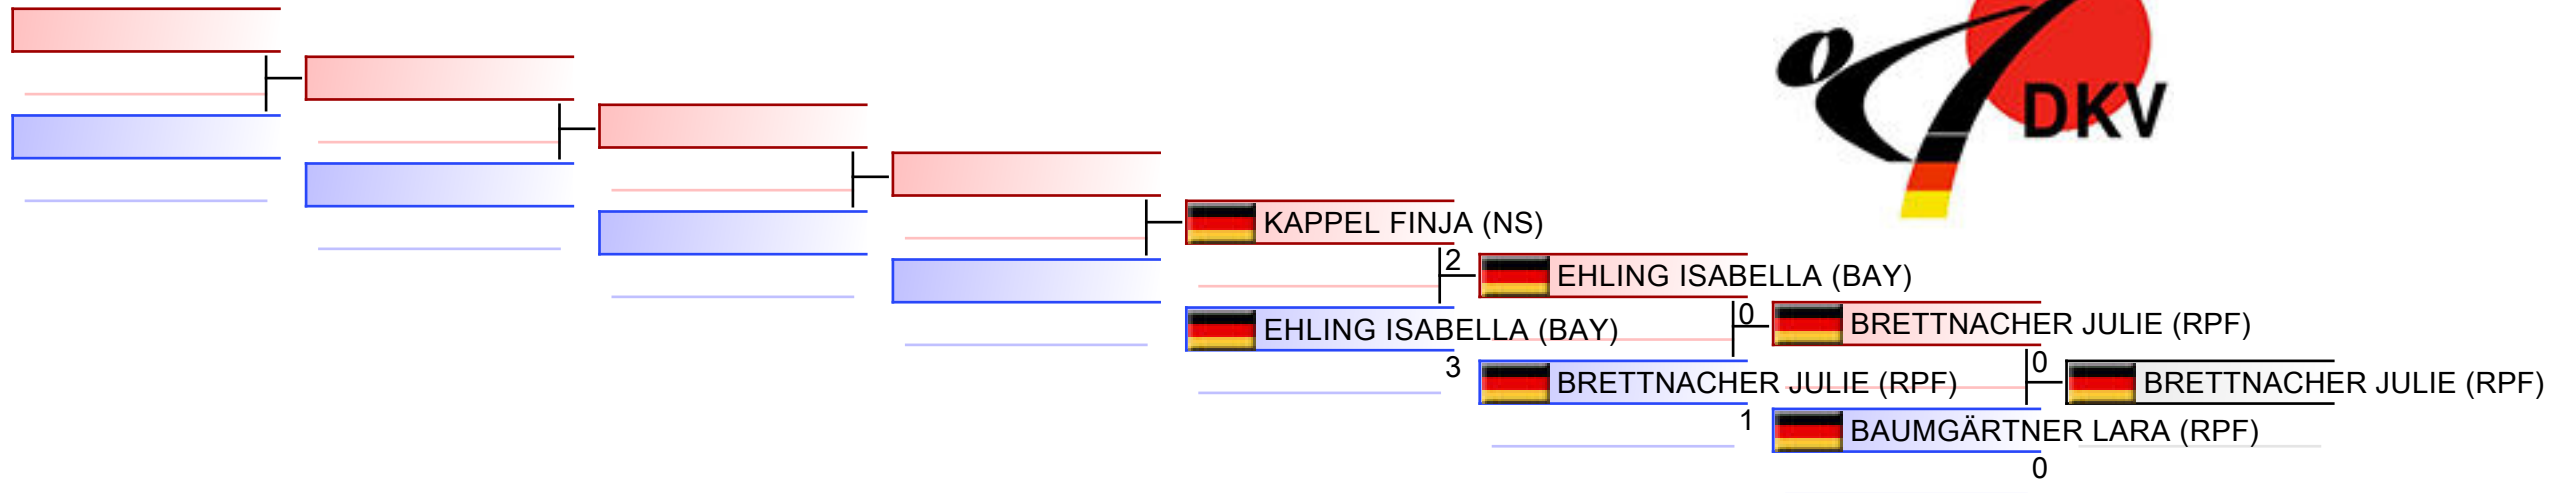 DKV
KAPPEL FINJA (NS)
2
EHLING ISABELLA (BAY)
EHLING ISABELLA (BAY)
3
0
BRETTNACHER JULIE (RPF)
BRETTNACHER JULIE (RPF)
1
0
BRETTNACHER JULIE (RPF)
BAUMGÄRTNER LARA (RPF)
0